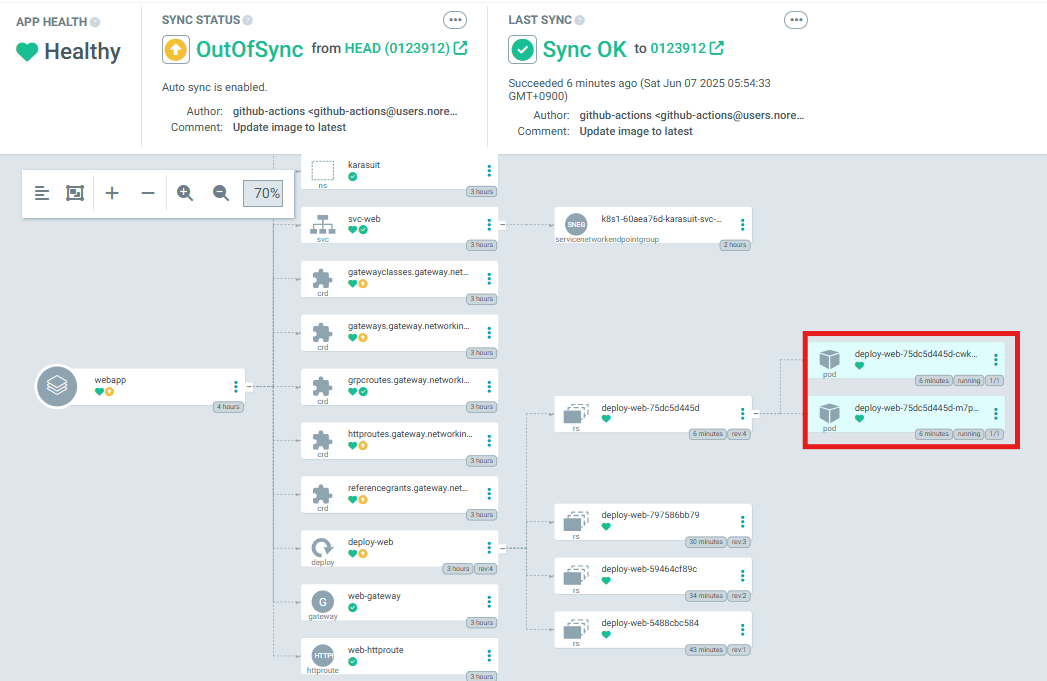 APP HEALTH
Healthy
SYNC STATUS
OutOfSync from HEAD (0123912)
Auto sync is enabled.
Author: github-actions <github-actions@users.nore...
Comment: Update image to latest
LAST SYNC
Sync OK to 0123912
Succeeded 6 minutes ago (Sat Jun 07 2025 05:54:33
GMT+0900)
Author: github-actions <github-actions@users.nore...
Comment: Update image to latest
70%
webapp
4 hours
karasuit
ns
3 hours
svc-web
svc
3 hours
gatewayclasses.gateway.net...
crd
3 hours
gateways.gateway.networkin...
crd
3 hours
grpcroutes.gateway.networki...
crd
3 hours
httproutes.gateway.networkin...
crd
3 hours
referencegrants.gateway.net...
crd
3 hours
deploy-web
deploy
3 hours rev:4
G
web-gateway
gateway
3 hours
HTTP
web-httproute
httproute
3 hours
SNEG
k8s1-60aea76d-karasuit-svc-...
servicenetworkendpointgroup
2 hours
deploy-web-75dc5d445d
rs
6 minutes rev:4
deploy-web-797586bb79
rs
30 minutes rev:3
deploy-web-59464cf89c
rs
34 minutes rev:2
deploy-web-5488cbc584
rs
43 minutes rev:1
deploy-web-75dc5d445d-cwk...
pod
6 minutes running 1/1
deploy-web-75dc5d445d-m7p...
pod
6 minutes running 1/1